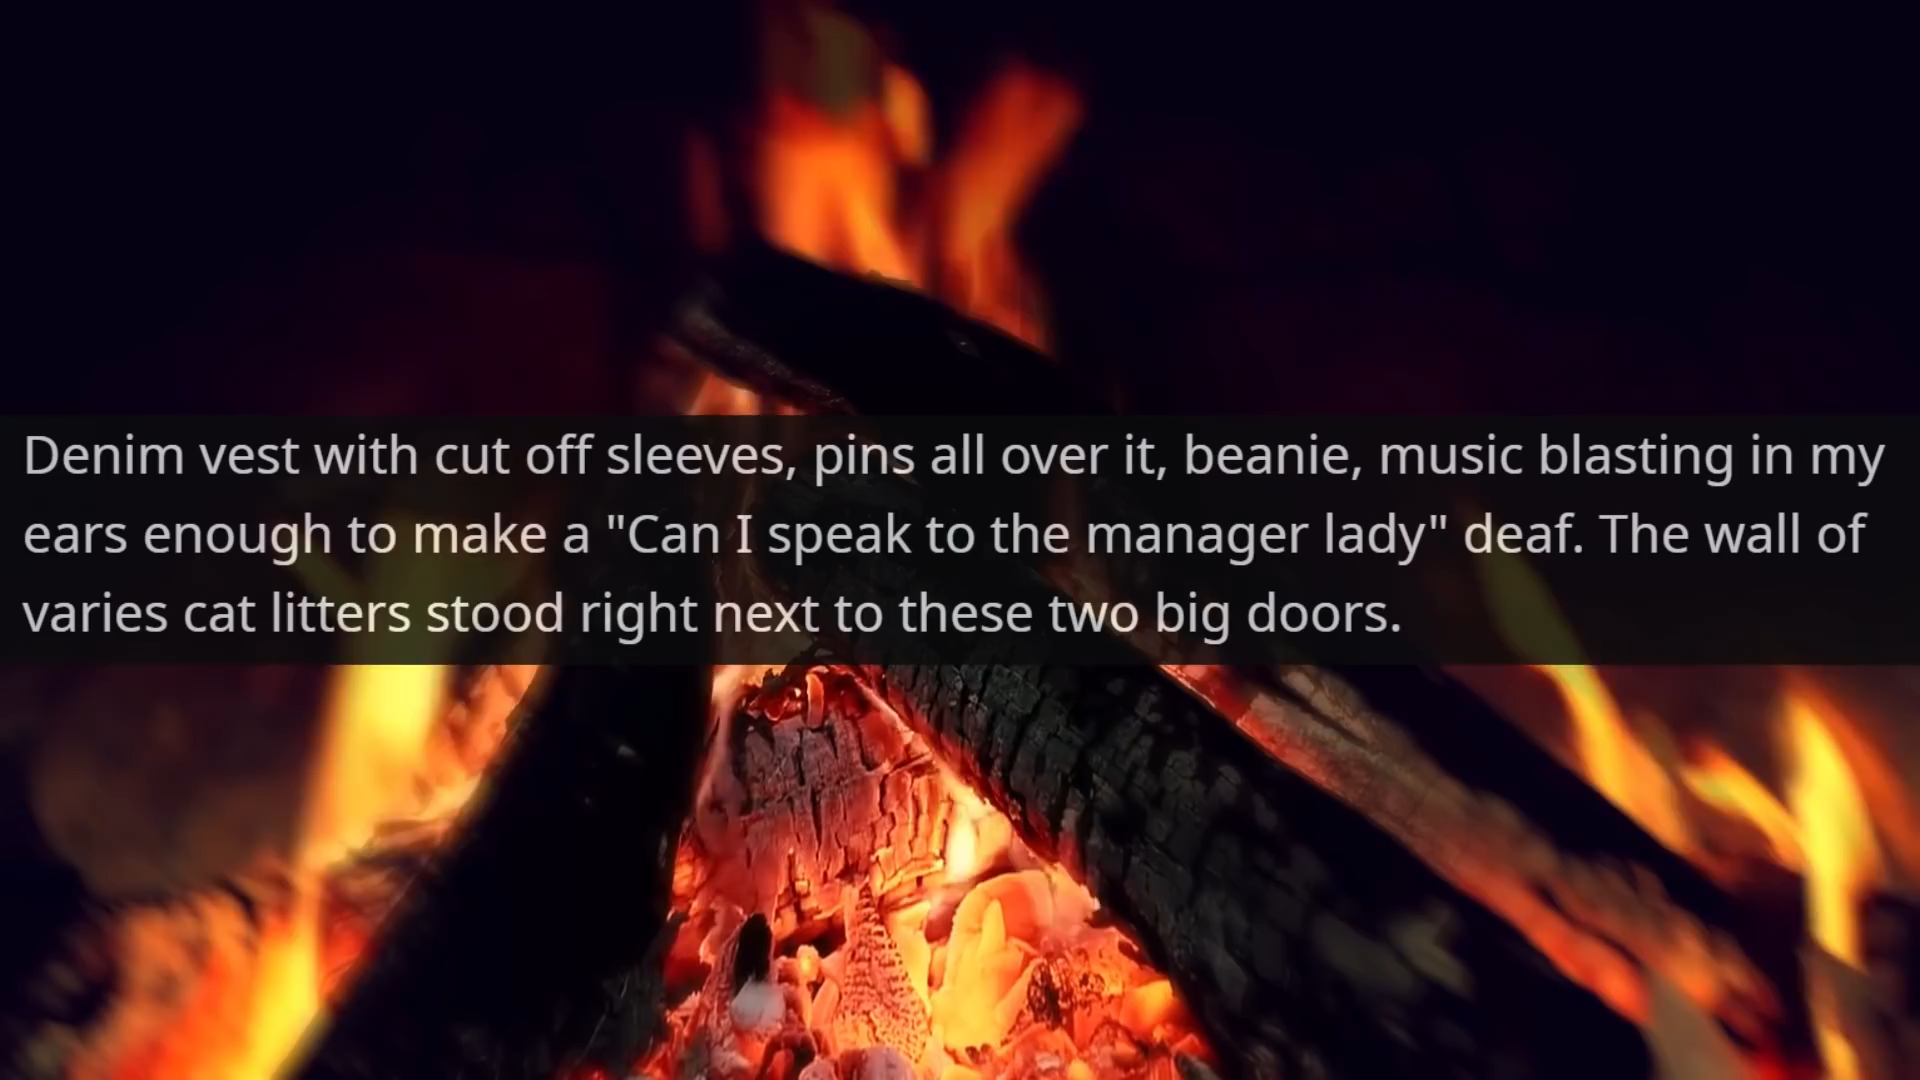 Denim vest with cut off sleeves, pins all over it, beanie, music blasting in my
ears enough to make a "Can I speak to the manager lady" deaf. The wall of
varies cat litters stood right next to these two big doors.